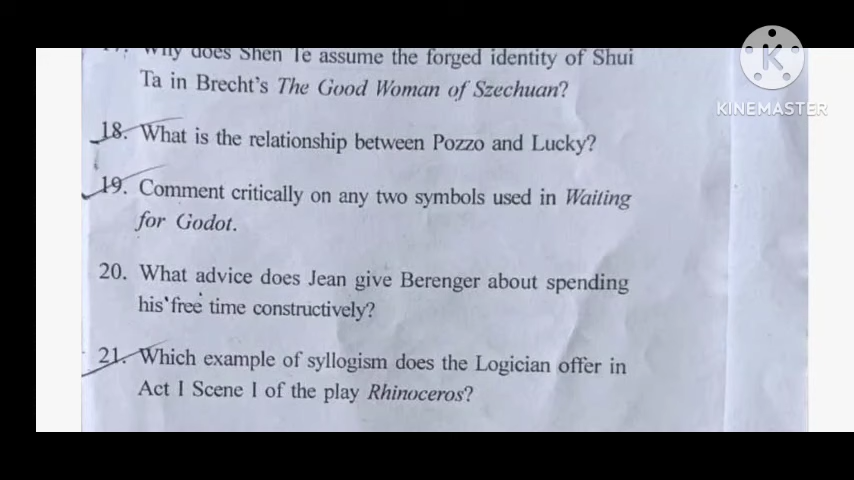 17. Why does Shen Te assume the forged identity of Shui
Ta in Brecht's The Good Woman of Szechuan?
18. What is the relationship between Pozzo and Lucky?
19. Comment critically on any two symbols used in Waiting
for Godot.
20. What advice does Jean give Berenger about spending
his free time constructively?
21. Which example of syllogism does the Logician offer in
Act I Scene I of the play Rhinoceros?
K
KINEMASTER